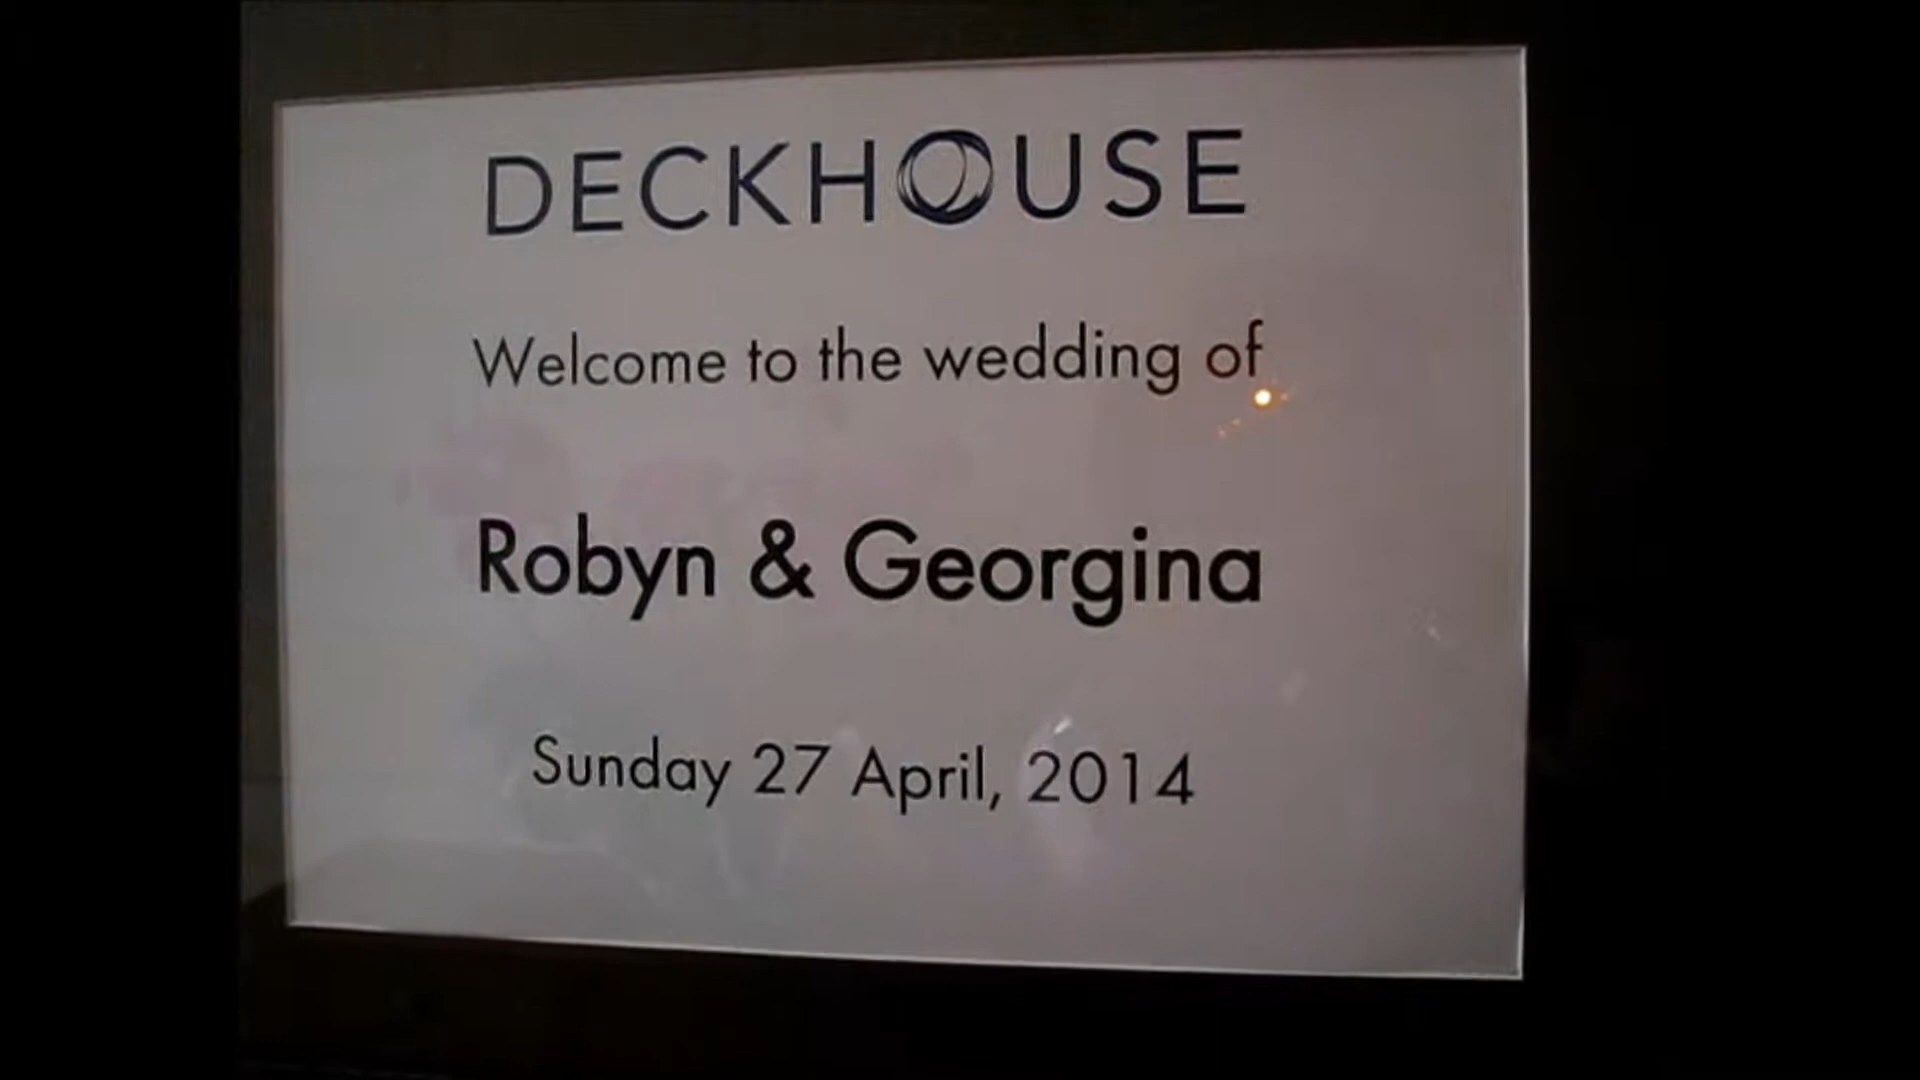 DECKHOUSE
Welcome to the wedding of
Robyn & Georgina
Sunday 27 April, 2014